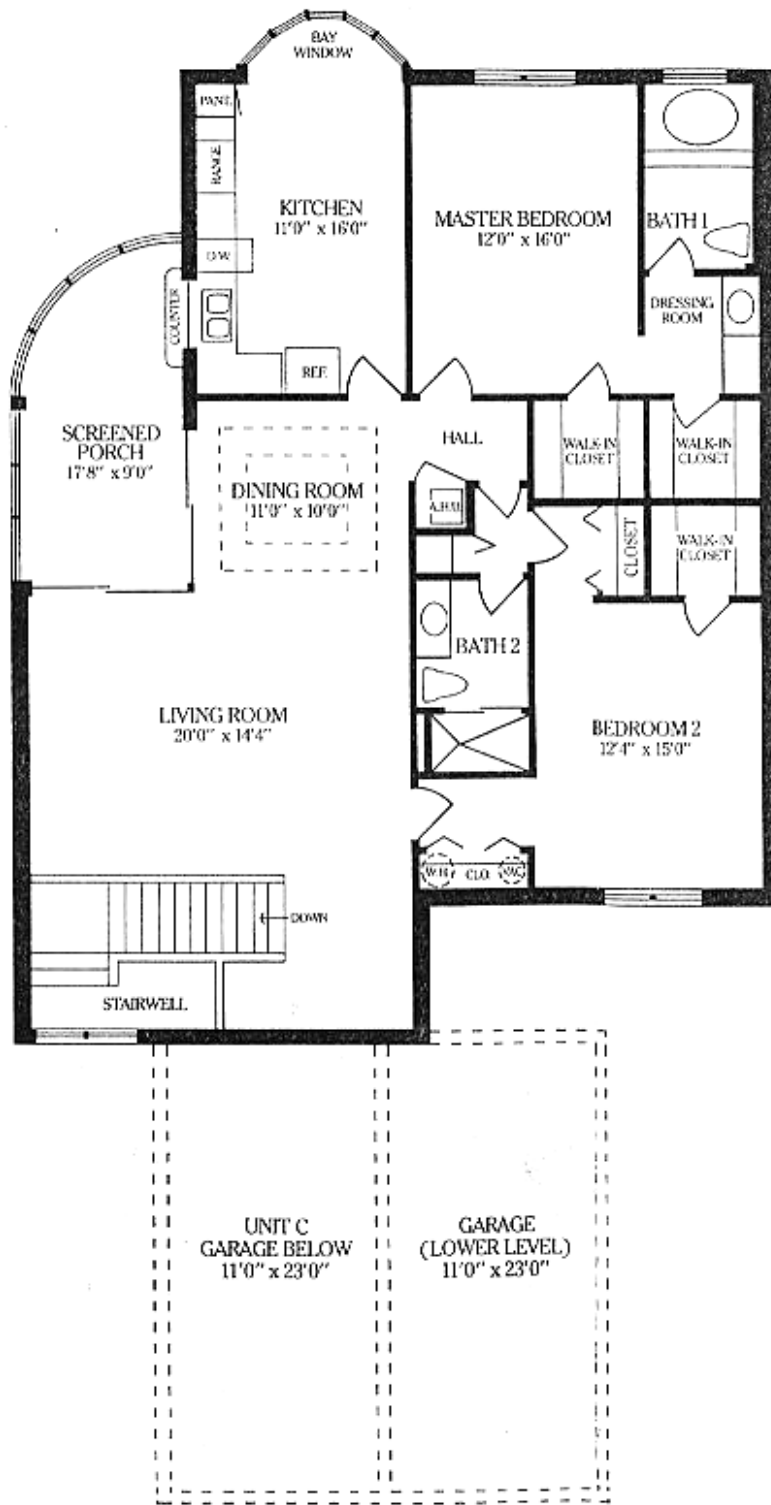 BAY
WINDOW
PANT.
RANGE
KITCHEN
11'0" x 16'0"
MASTER BEDROOM
12'0" x 16'0"
BATH 1
D/W
COUNTER
DRESSING
ROOM
REF.
SCREENED
PORCH
17'8" x 9'0"
HALL
WALK-IN
CLOSET
WALK-IN
CLOSET
DINING ROOM
11'0" x 10'0"
A.H.U.
CLOSET
WALK-IN
CLOSET
BATH 2
LIVING ROOM
20'0" x 14'4"
BEDROOM 2
12'4" x 15'0"
W.H.
CLO.
VAC
DOWN
STAIRWELL
UNIT C
GARAGE BELOW
11'0" x 23'0"
GARAGE
(LOWER LEVEL)
11'0" x 23'0"